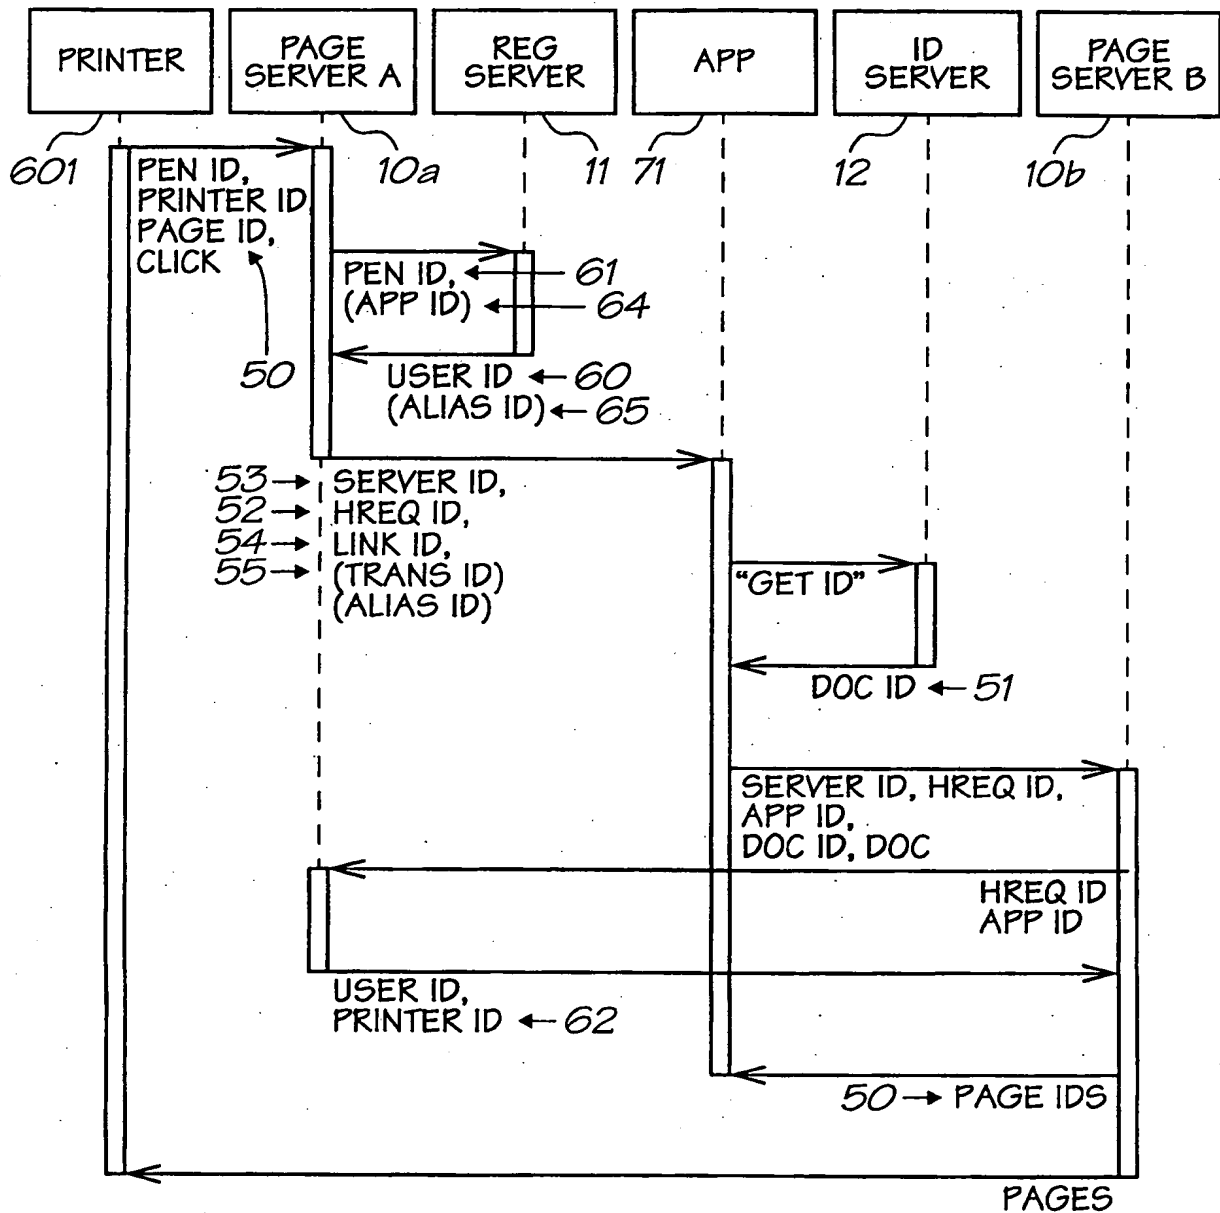 PRINTER
PAGE
SERVER A
REG
SERVER
APP
ID
SERVER
PAGE
SERVER B
601
10a
11
71
12
10b
PEN ID,
PRINTER ID
PAGE ID,
CLICK
50
PEN ID,
61
(APP ID)
64
USER ID
60
(ALIAS ID)
65
53
SERVER ID,
52
HREQ ID,
54
LINK ID,
55
(TRANS ID)
(ALIAS ID)
"GET ID"
DOC ID
51
SERVER ID, HREQ ID,
APP ID,
DOC ID, DOC
HREQ ID
APP ID
USER ID,
PRINTER ID
62
50
PAGE IDS
PAGES